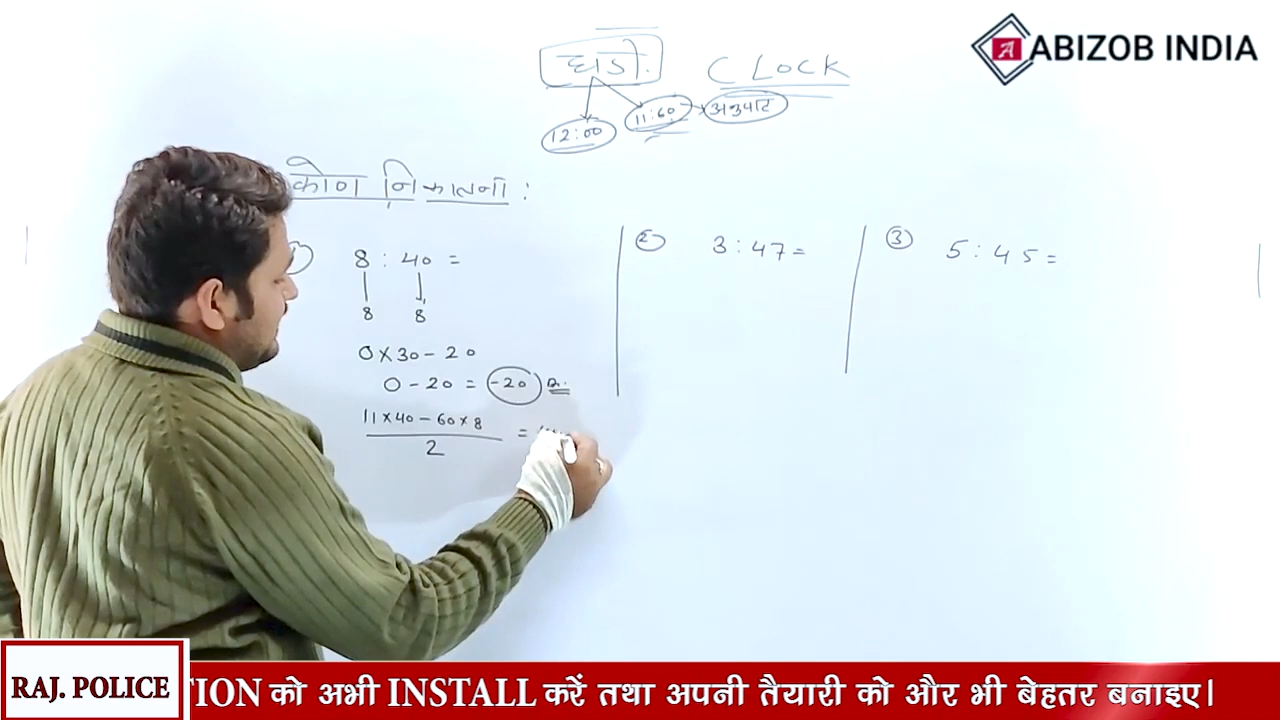 ABIZOB INDIA
घडी. CLOCK
12:00 11:60 अनुपात
कोण निकालना :
8 : 40 =
8 8
0×30-20
0-20 = -20
11×40-60×8 =
2
② 3:47=
③ 5:45=
RAJ. POLICE
TION को अभी INSTALL करें तथा अपनी तैयारी को और भी बेहतर बनाइए।